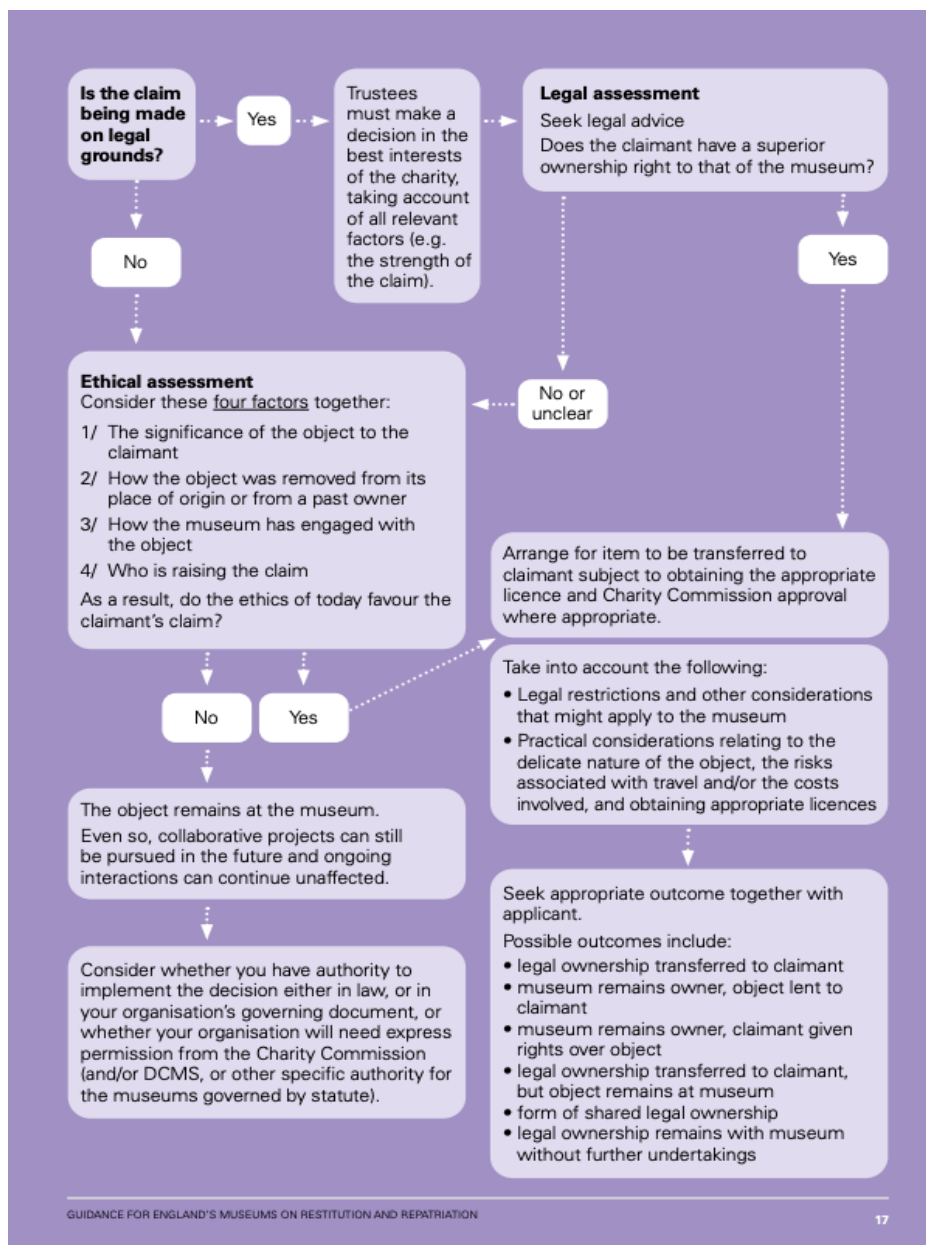 Is the claim
being made
on legal
grounds?
Yes
Trustees
must make a
decision in the
best interests
of the charity,
taking account
of all relevant
factors (e.g.
the strength of
the claim).
Legal assessment
Seek legal advice
Does the claimant have a superior
ownership right to that of the museum?
No
Yes
No or
unclear
Ethical assessment
Consider these four factors together:
1/ The significance of the object to the
claimant
2/ How the object was removed from its
place of origin or from a past owner
3/ How the museum has engaged with
the object
4/ Who is raising the claim
As a result, do the ethics of today favour the
claimant's claim?
No
Yes
Arrange for item to be transferred to
claimant subject to obtaining the appropriate
licence and Charity Commission approval
where appropriate.
Take into account the following:
• Legal restrictions and other considerations
that might apply to the museum
• Practical considerations relating to the
delicate nature of the object, the risks
associated with travel and/or the costs
involved, and obtaining appropriate licences
The object remains at the museum.
Even so, collaborative projects can still
be pursued in the future and ongoing
interactions can continue unaffected.
Consider whether you have authority to
implement the decision either in law, or in
your organisation's governing document, or
whether your organisation will need express
permission from the Charity Commission
(and/or DCMS, or other specific authority for
the museums governed by statute).
Seek appropriate outcome together with
applicant.
Possible outcomes include:
• legal ownership transferred to claimant
• museum remains owner, object lent to
claimant
• museum remains owner, claimant given
rights over object
• legal ownership transferred to claimant,
but object remains at museum
• form of shared legal ownership
• legal ownership remains with museum
without further undertakings
GUIDANCE FOR ENGLAND'S MUSEUMS ON RESTITUTION AND REPATRIATION
17